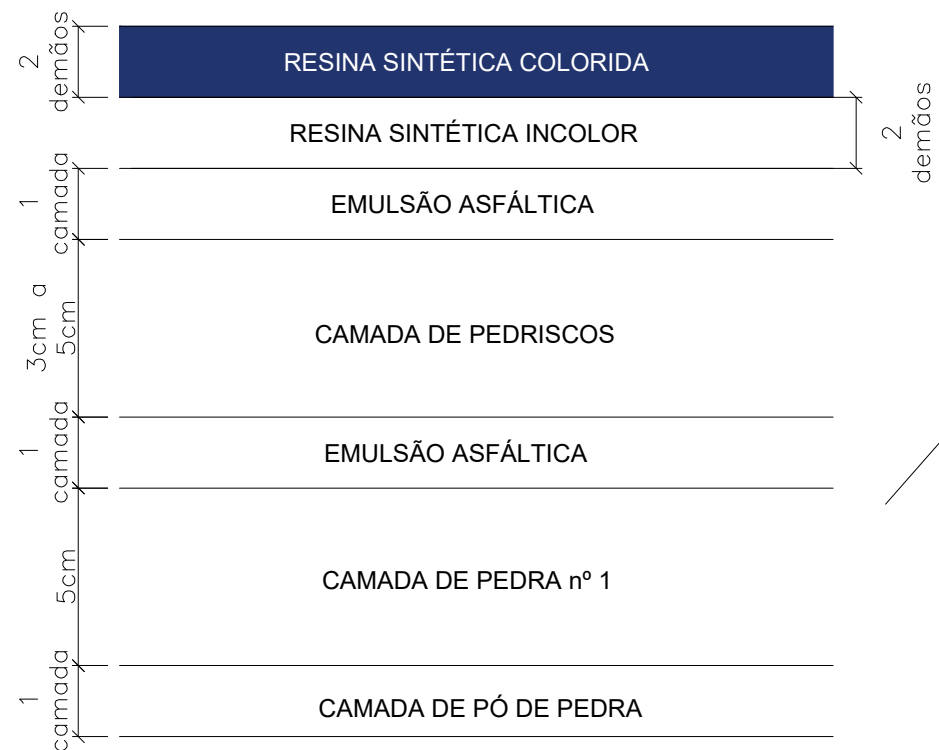 2
demãos
RESINA SINTÉTICA COLORIDA
RESINA SINTÉTICA INCOLOR
2
demãos
1
camada
EMULSÃO ASFÁLTICA
3cm a
5cm
CAMADA DE PEDRISCOS
1
camada
EMULSÃO ASFÁLTICA
5cm
CAMADA DE PEDRA nº 1
1
camada
CAMADA DE PÓ DE PEDRA